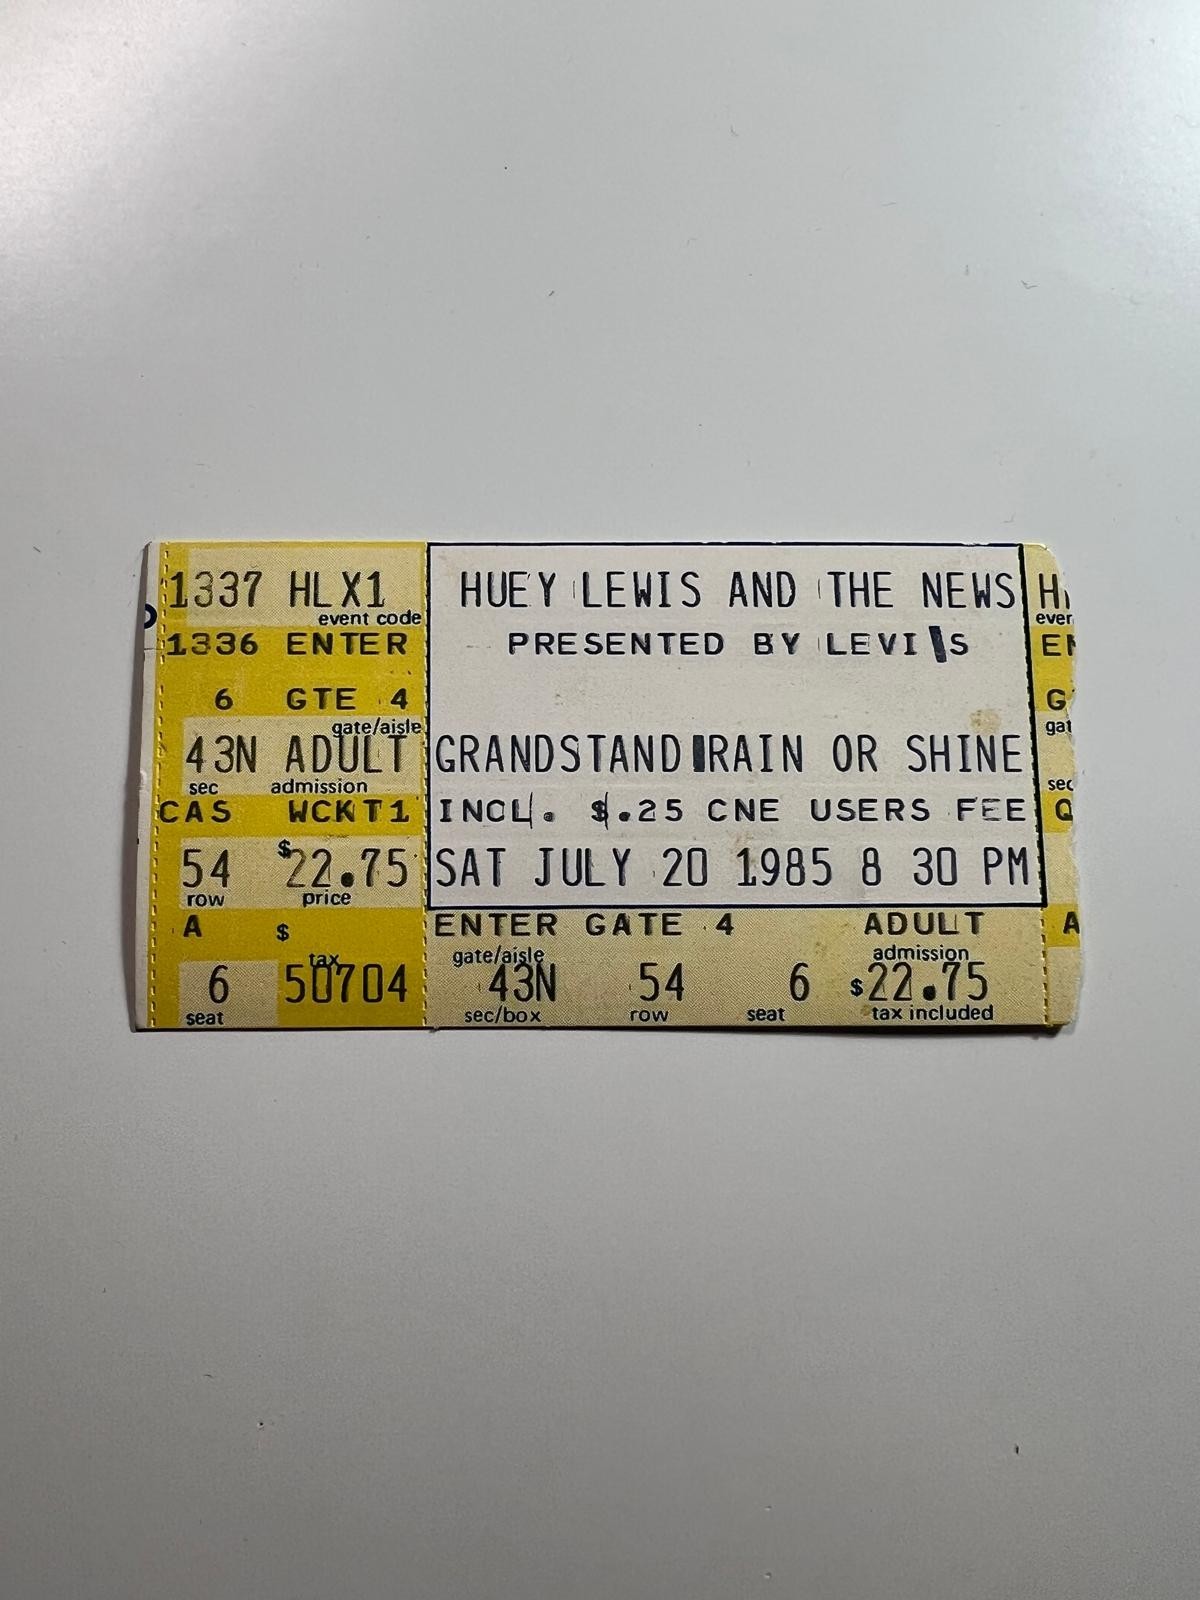 1337 HLX1
event code
1336 ENTER
6 GTE 4
gate/aisle
43N ADULT
sec admission
CAS WCKT1
54 $22.75
row price
A $
tax
6 50704
seat
HUEY LEWIS AND THE NEWS
PRESENTED BY LEVI'S
GRANDSTAND RAIN OR SHINE
INCL. $.25 CNE USERS FEE
SAT JULY 20 1985 8 30 PM
ENTER GATE 4 ADULT
gate/aisle admission
43N 54 6 $22.75
sec/box row seat tax included
H
even
E
G
gat
sec
Q
A